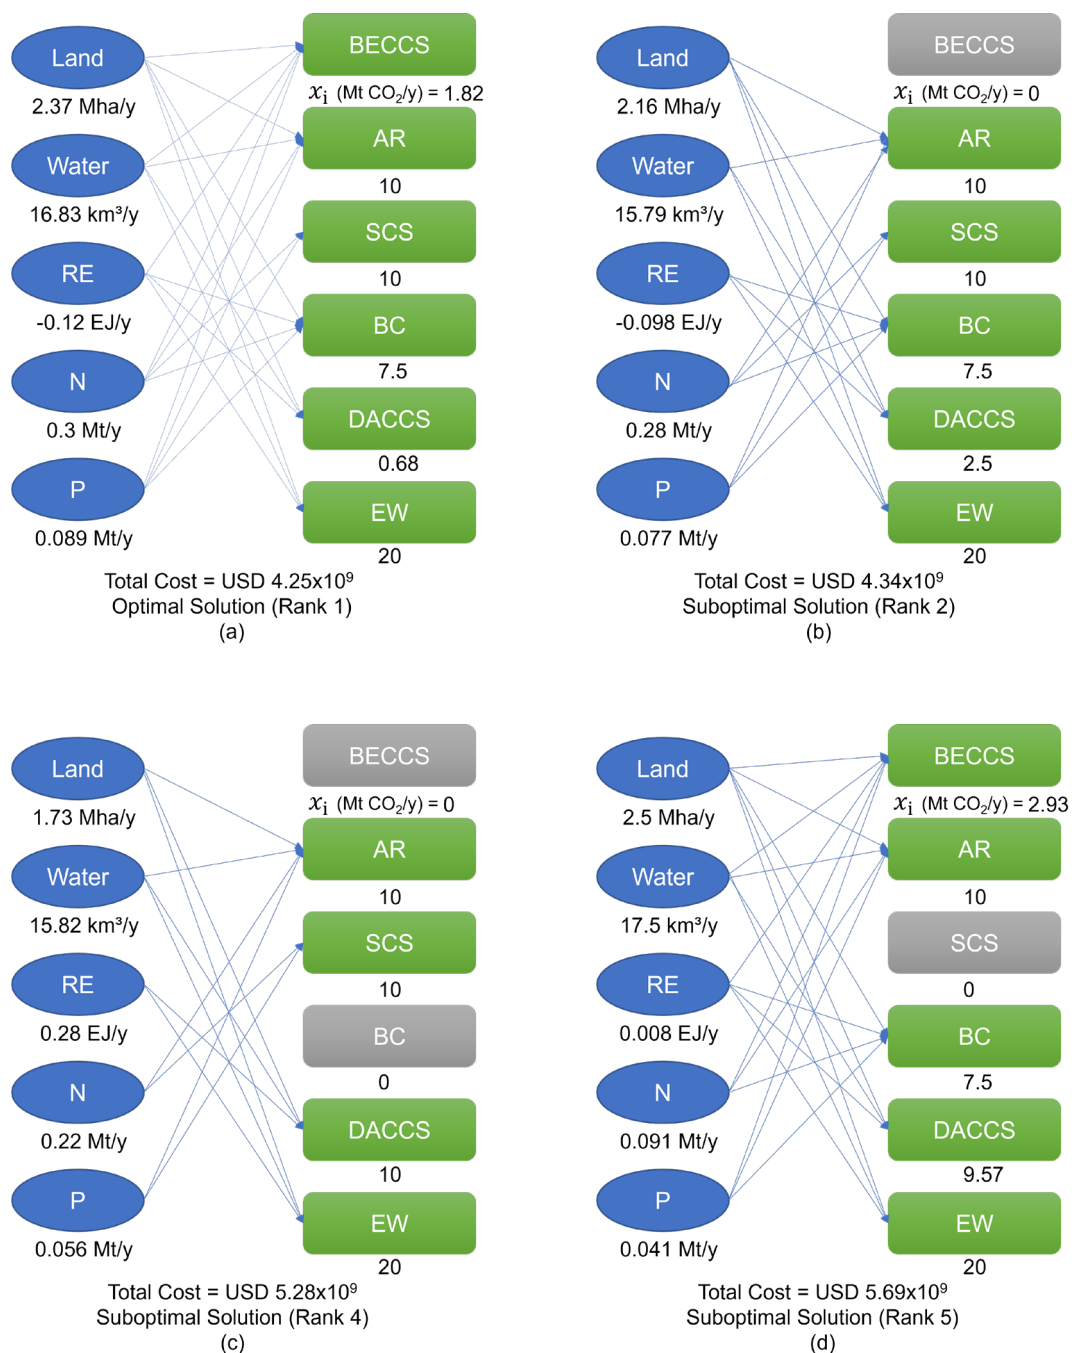 Land
2.37 Mha/y
Water
16.83 km³/y
RE
-0.12 EJ/y
N
0.3 Mt/y
P
0.089 Mt/y
BECCS
xᵢ (Mt CO₂/y) = 1.82
AR
10
SCS
10
BC
7.5
DACCS
0.68
EW
20
Total Cost = USD 4.25x10⁹
Optimal Solution (Rank 1)
(a)
Land
2.16 Mha/y
Water
15.79 km³/y
RE
-0.098 EJ/y
N
0.28 Mt/y
P
0.077 Mt/y
BECCS
xᵢ (Mt CO₂/y) = 0
AR
10
SCS
10
BC
7.5
DACCS
2.5
EW
20
Total Cost = USD 4.34x10⁹
Suboptimal Solution (Rank 2)
(b)
Land
1.73 Mha/y
Water
15.82 km³/y
RE
0.28 EJ/y
N
0.22 Mt/y
P
0.056 Mt/y
BECCS
xᵢ (Mt CO₂/y) = 0
AR
10
SCS
10
BC
0
DACCS
10
EW
20
Total Cost = USD 5.28x10⁹
Suboptimal Solution (Rank 4)
(c)
Land
2.5 Mha/y
Water
17.5 km³/y
RE
0.008 EJ/y
N
0.091 Mt/y
P
0.041 Mt/y
BECCS
xᵢ (Mt CO₂/y) = 2.93
AR
10
SCS
0
BC
7.5
DACCS
9.57
EW
20
Total Cost = USD 5.69x10⁹
Suboptimal Solution (Rank 5)
(d)